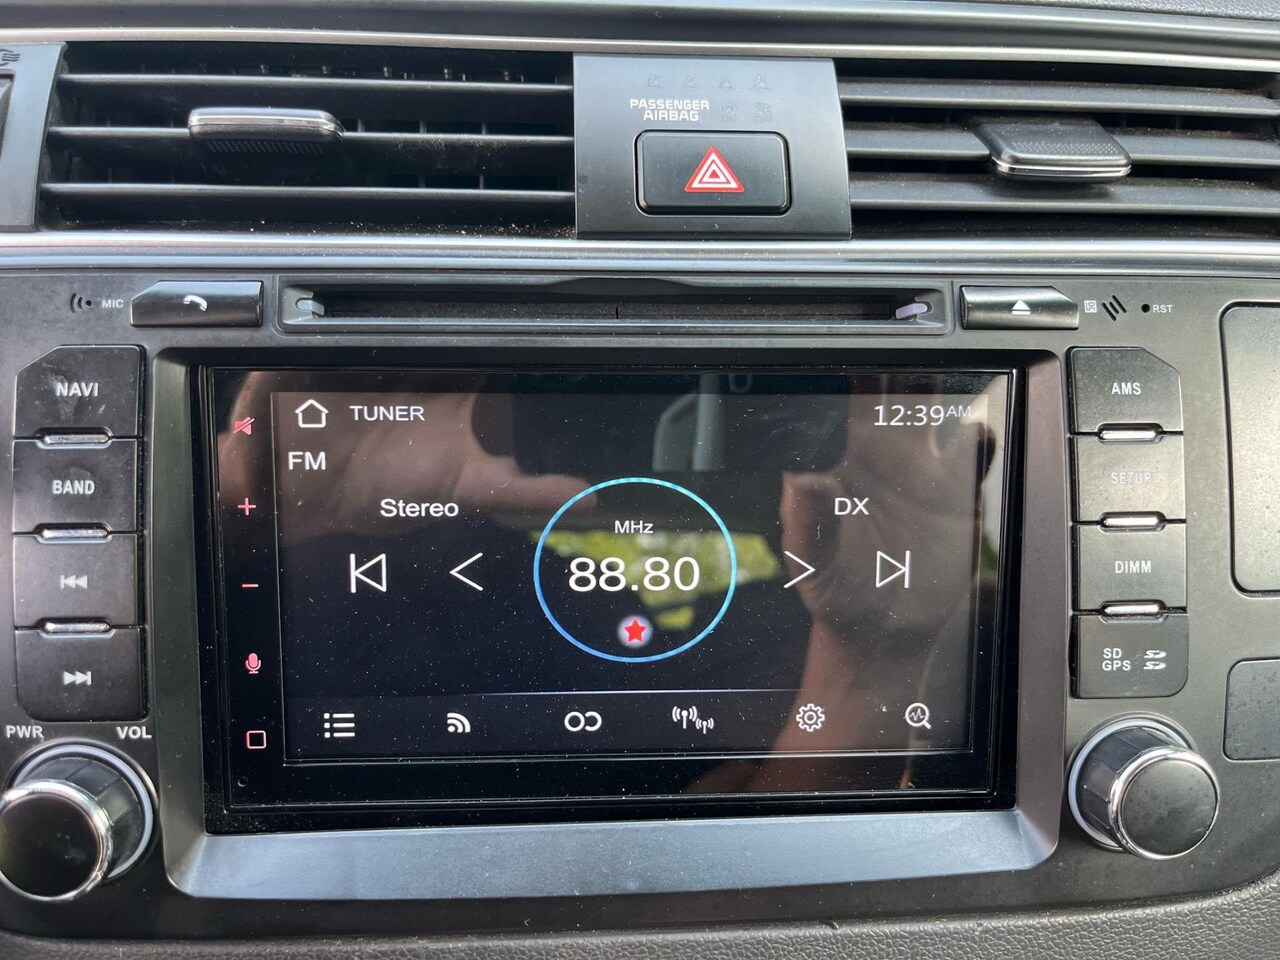 PASSENGER
AIRBAG
MIC
RST
NAVI
BAND
PWR
VOL
TUNER
12:39AM
FM
Stereo
DX
MHz
88.80
AMS
SETUP
DIMM
SD
GPS